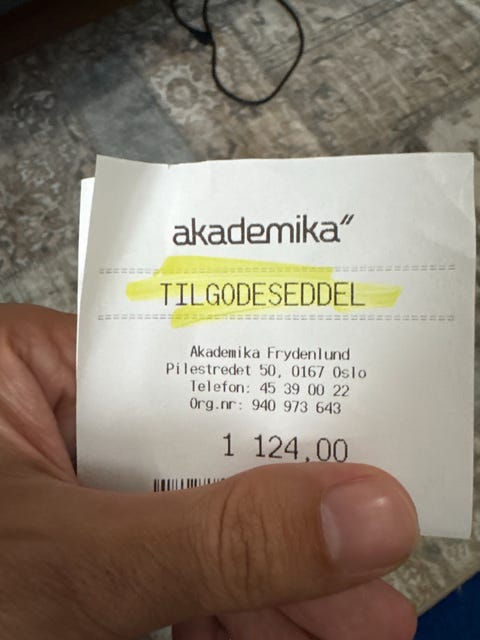 akademika"
TILGODESEDDEL
Akademika Frydenlund
Pilestredet 50, 0167 Oslo
Telefon: 45 39 00 22
Org.nr: 940 973 643
1 124,00